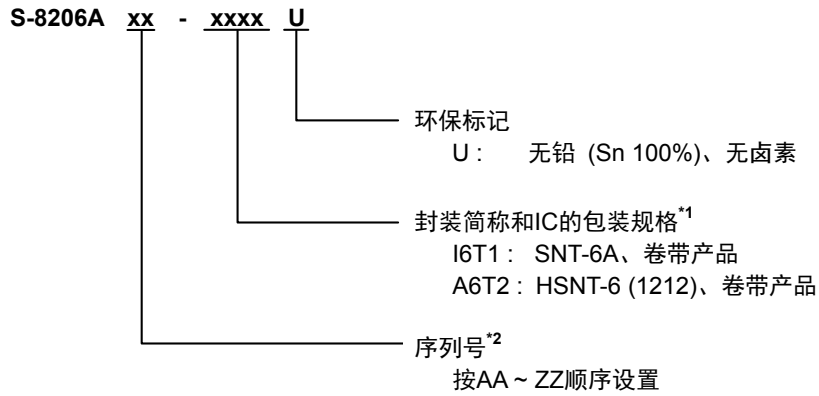 S-8206A xx - xxxx U
环保标记
U : 无铅 (Sn 100%)、无卤素
封装简称和IC的包装规格*1
I6T1 : SNT-6A、卷带产品
A6T2 : HSNT-6 (1212)、卷带产品
序列号*2
按AA ~ ZZ顺序设置